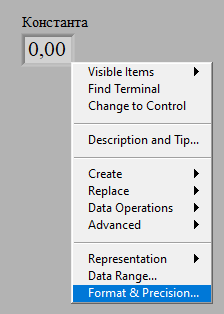 Константа
0,00
Visible Items
Find Terminal
Change to Control
Description and Tip...
Create
Replace
Data Operations
Advanced
Representation
Data Range...
Format & Precision...